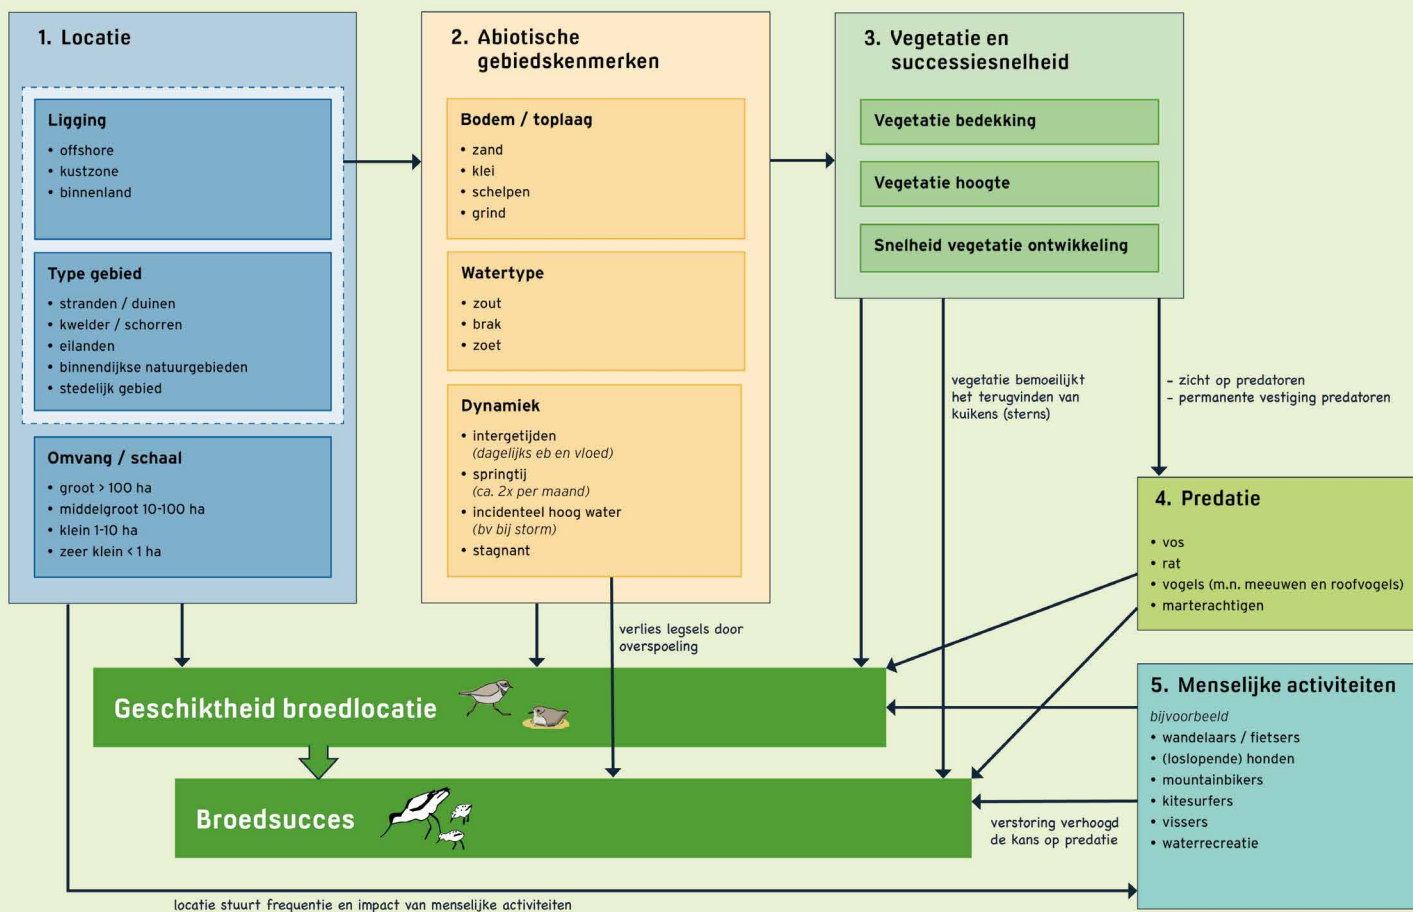 1. Locatie
Ligging
• offshore
• kustzone
• binnenland
Type gebied
• stranden / duinen
• kwelder / schorren
• eilanden
• binnendijkse natuurgebieden
• stedelijk gebied
Omvang / schaal
• groot > 100 ha
• middelgroot 10-100 ha
• klein 1-10 ha
• zeer klein < 1 ha
2. Abiotische
gebiedskenmerken
Bodem / toplaag
• zand
• klei
• schelpen
• grind
Watertype
• zout
• brak
• zoet
Dynamiek
• intergetijden
(dagelijks eb en vloed)
• springtij
(ca. 2x per maand)
• incidenteel hoog water
(bv bij storm)
• stagnant
3. Vegetatie en
successiesnelheid
Vegetatie bedekking
Vegetatie hoogte
Snelheid vegetatie ontwikkeling
vegetatie bemoeilijkt
het terugvinden van
kuikens (sterns)
- zicht op predatoren
- permanente vestiging predatoren
4. Predatie
• vos
• rat
• vogels (m.n. meeuwen en roofvogels)
• marterachtigen
verlies legsels door
overspoeling
Geschiktheid broedlocatie
Broedsucces
5. Menselijke activiteiten
bijvoorbeeld
• wandelaars / fietsers
• (loslopende) honden
• mountainbikers
• kitesurfers
• vissers
• waterrecreatie
verstoring verhoogd
de kans op predatie
locatie stuurt frequentie en impact van menselijke activiteiten